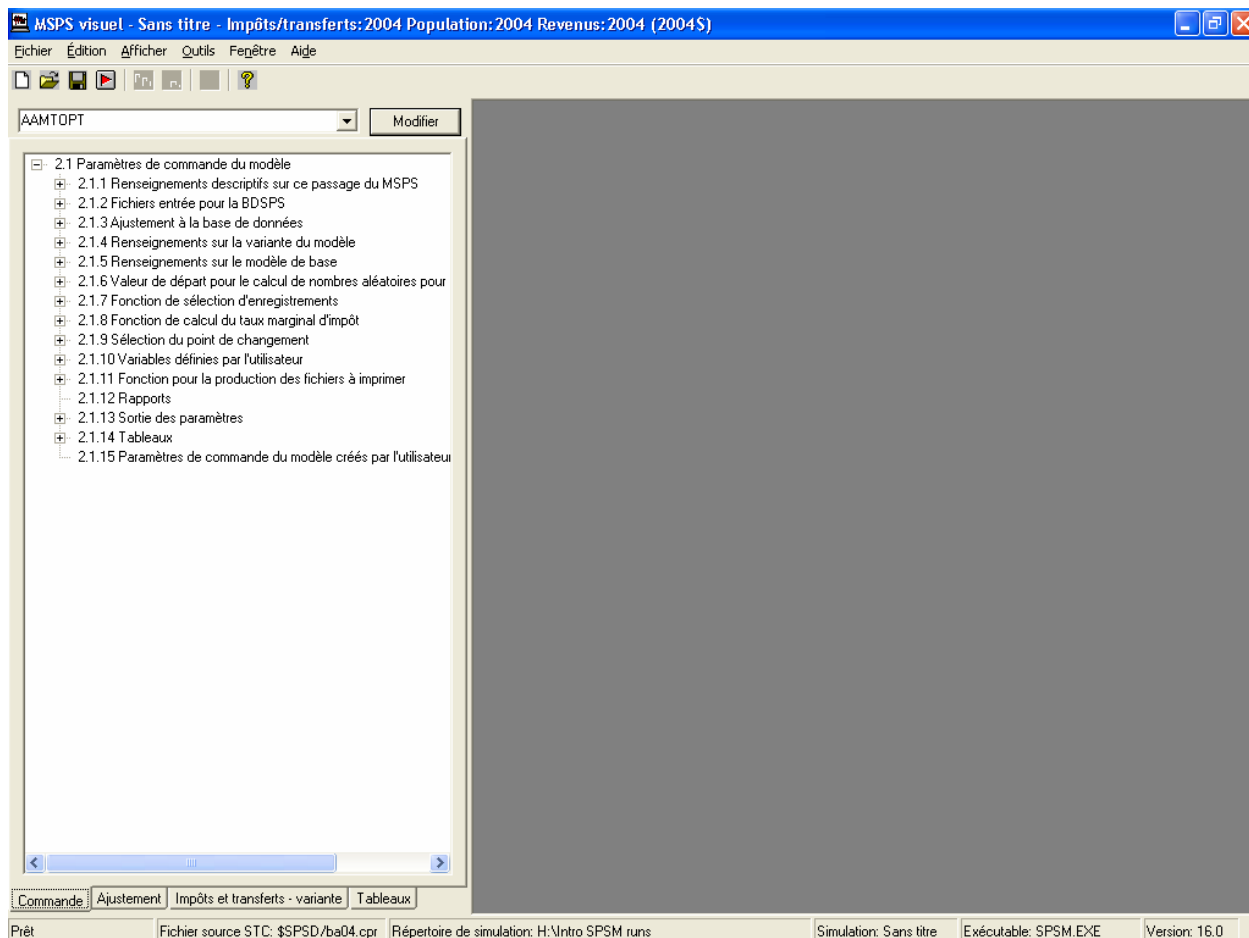 MSPS visuel - Sans titre - Impôts/transferts:2004 Population:2004 Revenus:2004 (2004$)
Fichier Édition Afficher Outils Fenêtre Aide
AAMTOPT Modifier
2.1 Paramètres de commande du modèle
2.1.1 Renseignements descriptifs sur ce passage du MSPS
2.1.2 Fichiers entrée pour la BDSPS
2.1.3 Ajustement à la base de données
2.1.4 Renseignements sur la variante du modèle
2.1.5 Renseignements sur le modèle de base
2.1.6 Valeur de départ pour le calcul de nombres aléatoires pour
2.1.7 Fonction de sélection d'enregistrements
2.1.8 Fonction de calcul du taux marginal d'impôt
2.1.9 Sélection du point de changement
2.1.10 Variables définies par l'utilisateur
2.1.11 Fonction pour la production des fichiers à imprimer
2.1.12 Rapports
2.1.13 Sortie des paramètres
2.1.14 Tableaux
2.1.15 Paramètres de commande du modèle créés par l'utilisateur
Commande Ajustement Impôts et transferts - variante Tableaux
Prêt Fichier source STC: $SPSD/ba04.cpr Répertoire de simulation: H:\Intro SPSM runs Simulation: Sans titre Exécutable: SPSM.EXE Version: 16.0